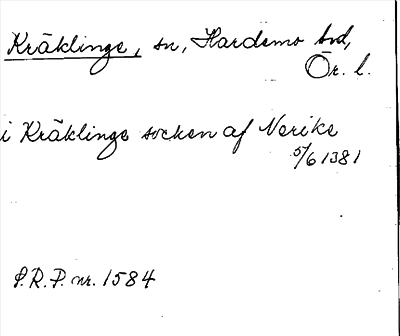 Kräklinge, sn, Hardemo hd,
Ör. l.
i Kräklinge socken af Nerike
5/6 1381
P.R.P. nr. 1584